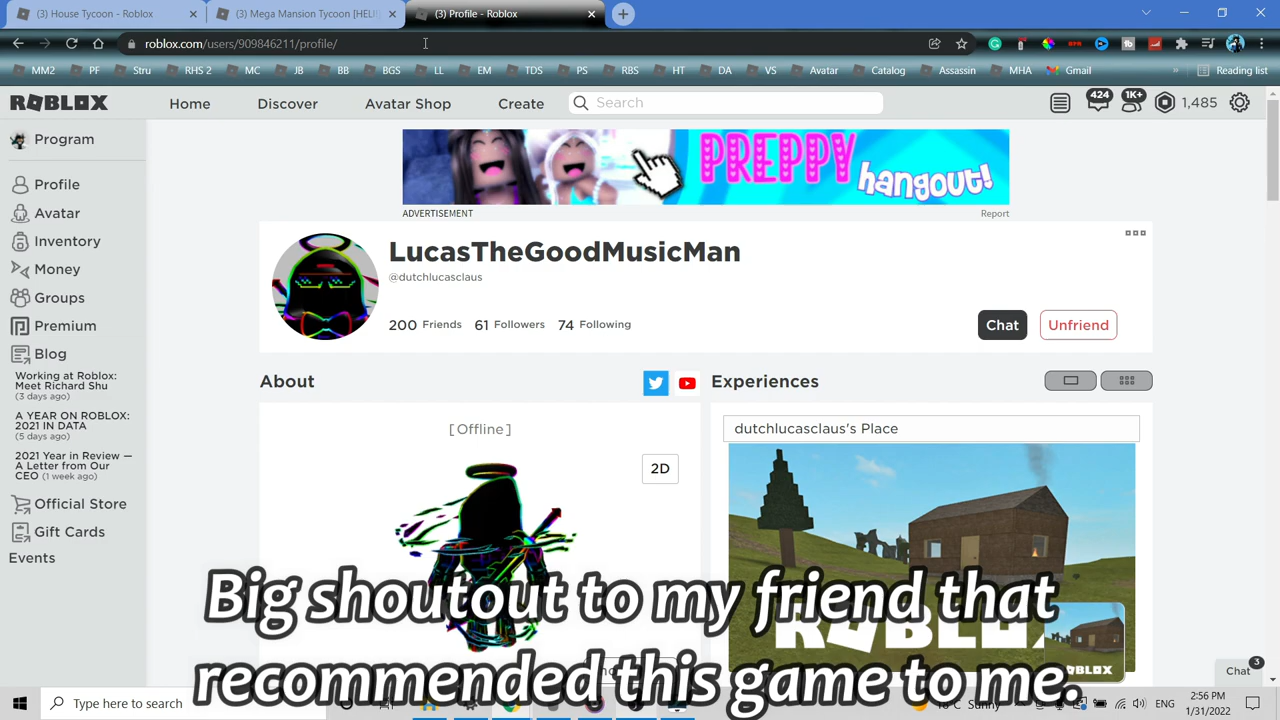 (3) House Tycoon - Roblox
(3) Mega Mansion Tycoon [HELI!
(3) Profile - Roblox
roblox.com/users/909846211/profile/
MM2 PF Stru RHS 2 MC JB BB BGS LL EM TDS PS RBS HT DA VS Avatar Catalog Assassin MHA Gmail » Reading list
ROBLOX Home Discover Avatar Shop Create Search 424 1K+ 1,485
Program
Profile
Avatar
Inventory
Money
Groups
Premium
Blog
Working at Roblox:
Meet Richard Shu
(3 days ago)
A YEAR ON ROBLOX:
2021 IN DATA
(5 days ago)
2021 Year in Review —
A Letter from Our
CEO (1 week ago)
Official Store
Gift Cards
Events
PREPPY
hangout!
ADVERTISEMENT Report
LucasTheGoodMusicMan
@dutchlucasclaus
200 Friends 61 Followers 74 Following
Chat Unfriend
About
Experiences
[Offline]
2D
dutchlucasclaus's Place
ROBLOX
Big shoutout to my friend that
recommended this game to me.
Chat 3
Type here to search
Sunny
ENG
2:56 PM
1/31/2022